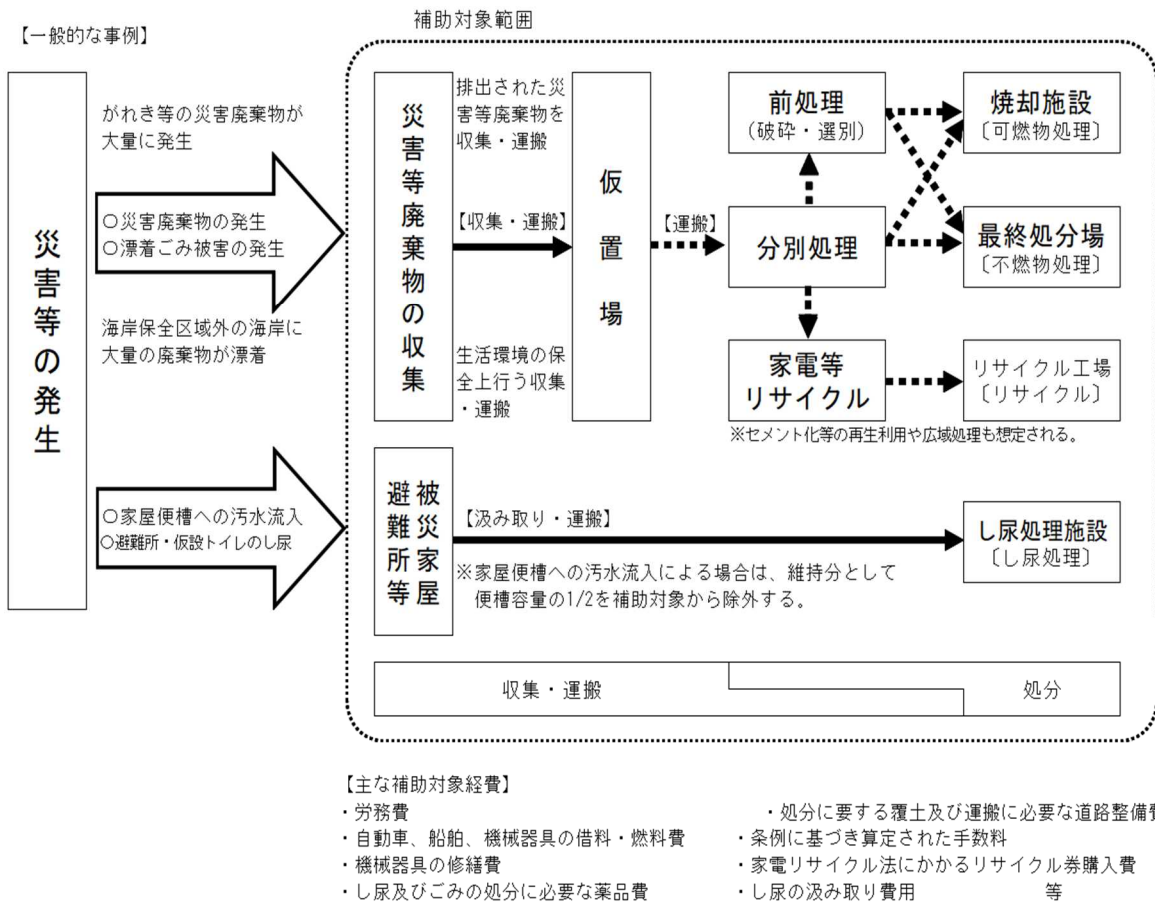 補助対象範囲
【一般的な事例】
災害等の発生
がれき等の災害廃棄物が
大量に発生
○災害廃棄物の発生
○漂着ごみ被害の発生
海岸保全区域外の海岸に
大量の廃棄物が漂着
○家屋便槽への汚水流入
○避難所・仮設トイレのし尿
災害等廃棄物の収集
排出された災
害等廃棄物を
収集・運搬
【収集・運搬】
生活環境の保
全上行う収集
・運搬
仮置場
【運搬】
前処理
(破砕・選別)
分別処理
家電等
リサイクル
焼却施設
〔可燃物処理〕
最終処分場
〔不燃物処理〕
リサイクル工場
〔リサイクル〕
※セメント化等の再生利用や広域処理も想定される。
被災家屋
避難所等
【汲み取り・運搬】
※家屋便槽への汚水流入による場合は、維持分として
便槽容量の1/2を補助対象から除外する。
し尿処理施設
〔し尿処理〕
収集・運搬
処分
【主な補助対象経費】
・労務費
・自動車、船舶、機械器具の借料・燃料費
・機械器具の修繕費
・し尿及びごみの処分に必要な薬品費
・処分に要する覆土及び運搬に必要な道路整備費
・条例に基づき算定された手数料
・家電リサイクル法にかかるリサイクル券購入費
・し尿の汲み取り費用 等